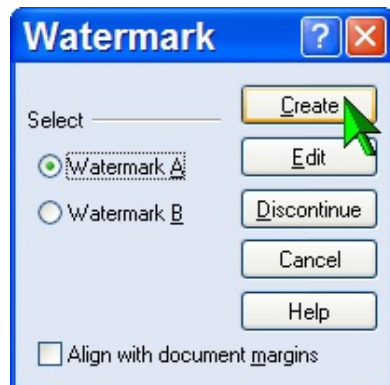 Watermark
Select
Create
Watermark A
Edit
Watermark B
Discontinue
Cancel
Help
Align with document margins